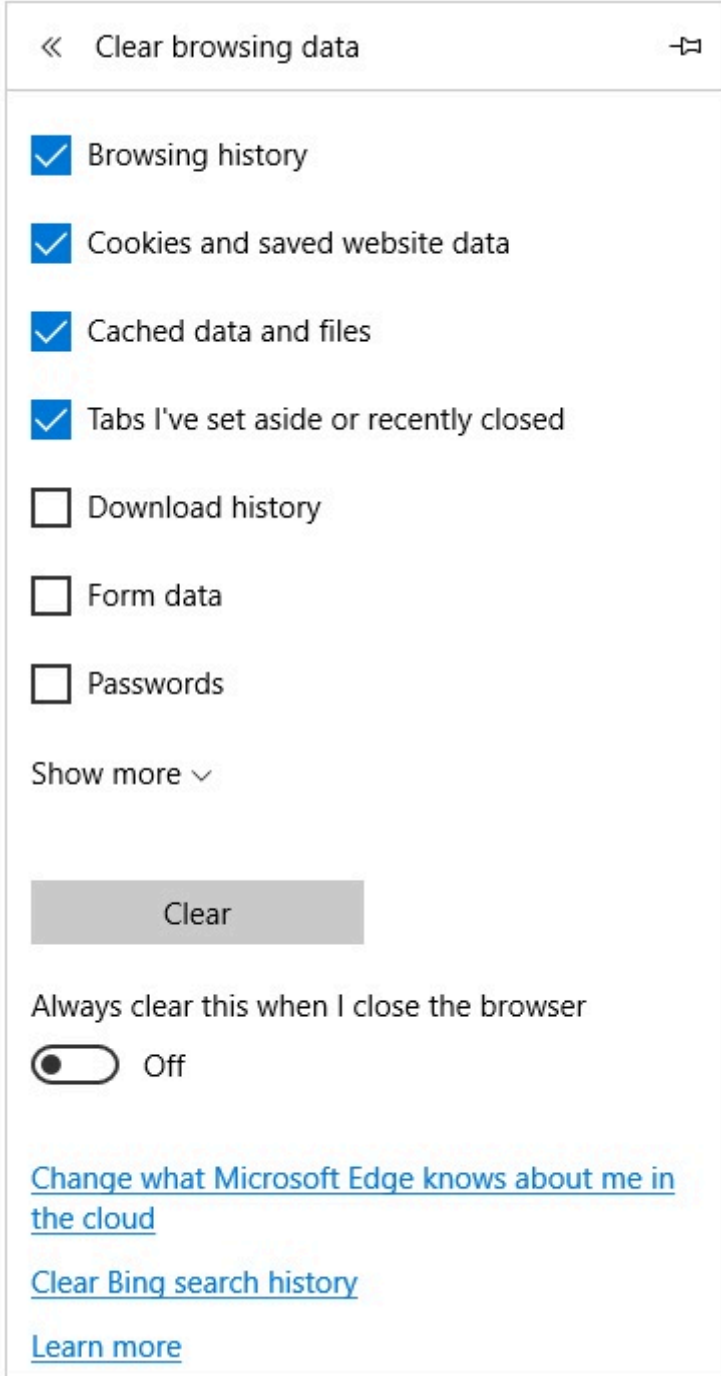 Clear browsing data
Browsing history
Cookies and saved website data
Cached data and files
Tabs I've set aside or recently closed
Download history
Form data
Passwords
Show more
Clear
Always clear this when I close the browser
Off
Change what Microsoft Edge knows about me in
the cloud
Clear Bing search history
Learn more